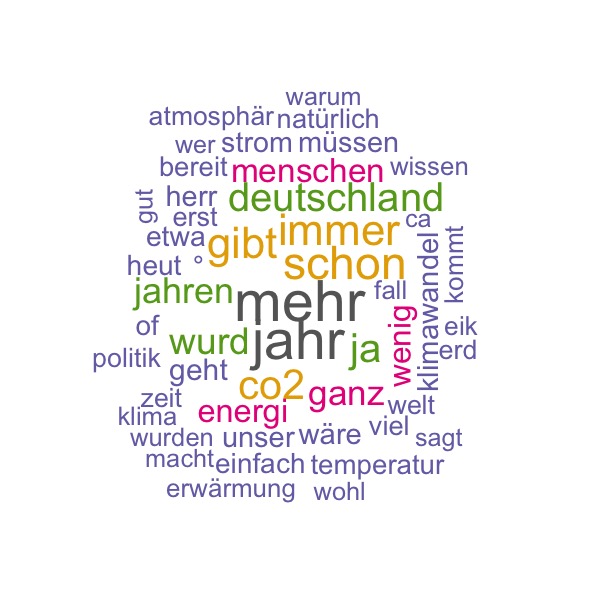 warum
atmosphär natürlich
wer strom müssen
bereit menschen wissen
gut herr deutschland
erst immer ca
etwa gibt schon
heut °
jahren mehr fall
klimawandel kommt
of wurd jahr ja wenig eik
politik geht erd
zeit co2 ganz welt
klima energi
wurden unser wäre viel sagt
macht einfach temperatur
erwärmung wohl